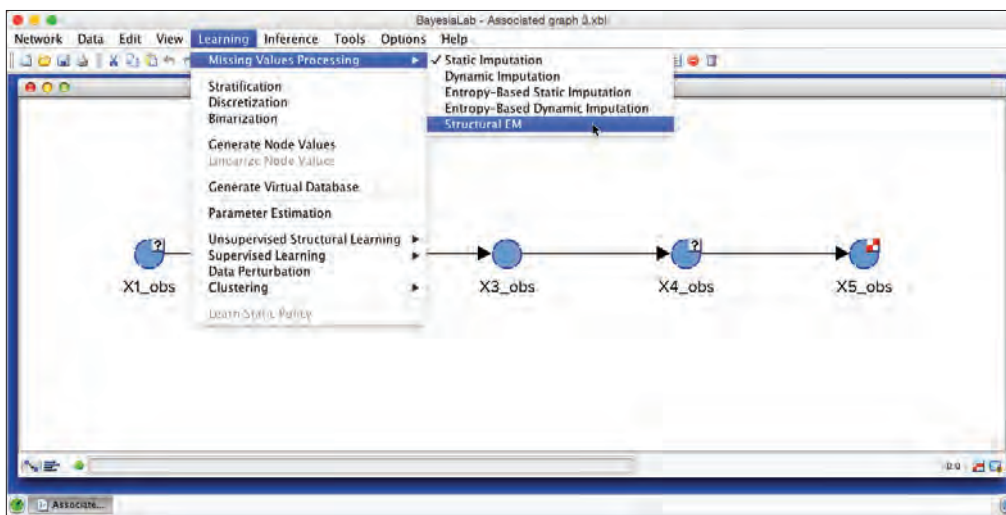 BayesiaLab - Associated graph 3.xbl
Network Data Edit View Learning Inference Tools Options Help
Missing Values Processing
Stratification
Discretization
Binarization
Generate Node Values
Linearize Node Values
Generate Virtual Database
Parameter Estimation
Unsupervised Structural Learning
Supervised Learning
Data Perturbation
Clustering
Learn Static Policy
✓ Static Imputation
Dynamic Imputation
Entropy-Based Static Imputation
Entropy-Based Dynamic Imputation
Structural EM
?
?
X1_obs
X3_obs
X4_obs
X5_obs
Associate...